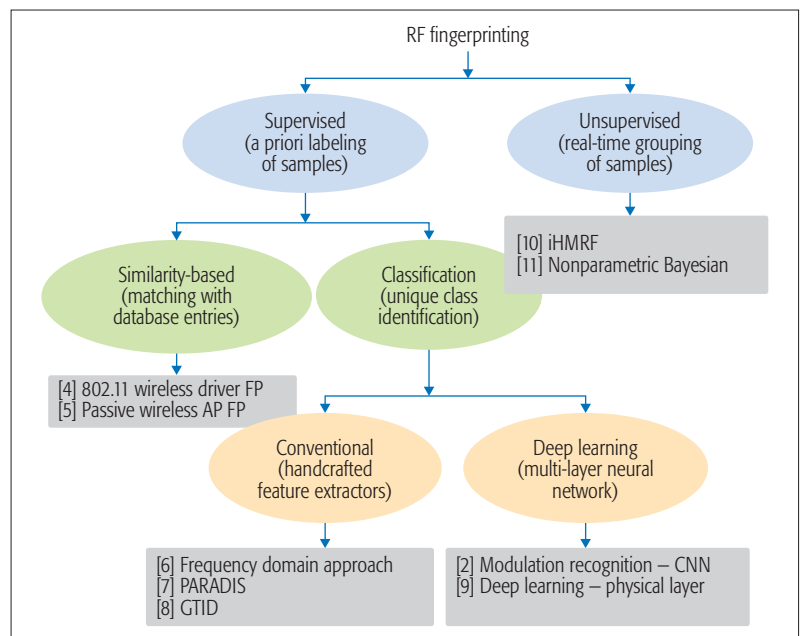 RF fingerprinting
Supervised
(a priori labeling
of samples)
Unsupervised
(real-time grouping
of samples)
[10] iHMRF
[11] Nonparametric Bayesian
Similarity-based
(matching with
database entries)
Classification
(unique class
identification)
[4] 802.11 wireless driver FP
[5] Passive wireless AP FP
Conventional
(handcrafted
feature extractors)
Deep learning
(multi-layer neural
network)
[6] Frequency domain approach
[7] PARADIS
[8] GTID
[2] Modulation recognition – CNN
[9] Deep learning – physical layer